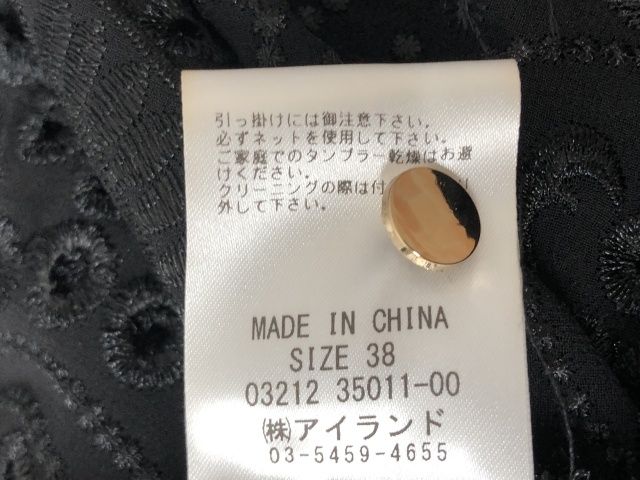 引っ掛けには御注意下さい。
必ずネットを使用して下さい。
ご家庭でのタンブラー乾燥はお避
けください。
クリーニングの際は付
外して下さい。
MADE IN CHINA
SIZE 38
03212 35011-00
㈱アイランド
03-5459-4655